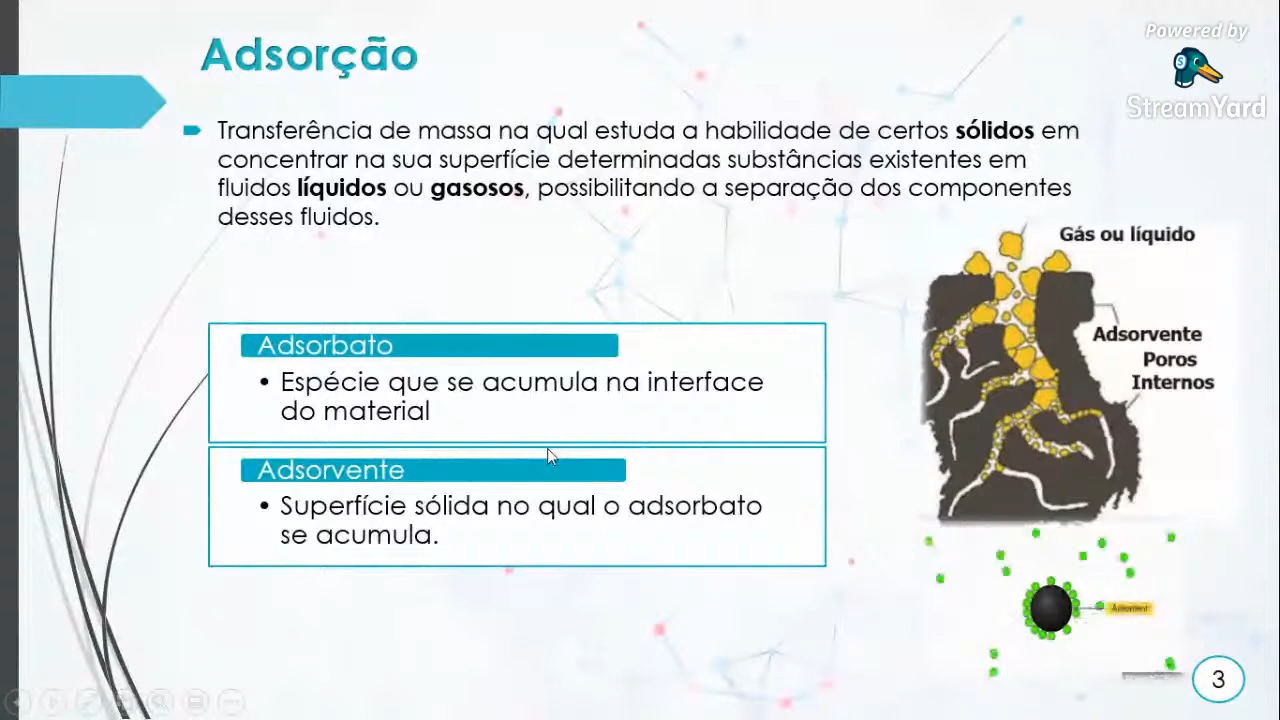 Adsorção
Powered by
StreamYard
Transferência de massa na qual estuda a habilidade de certos sólidos em
concentrar na sua superfície determinadas substâncias existentes em
fluidos líquidos ou gasosos, possibilitando a separação dos componentes
desses fluidos.
Gás ou líquido
Adsorvente
Poros
Internos
Adsorbato
• Espécie que se acumula na interface
do material
Adsorvente
• Superfície sólida no qual o adsorbato
se acumula.
Adsorbent
3